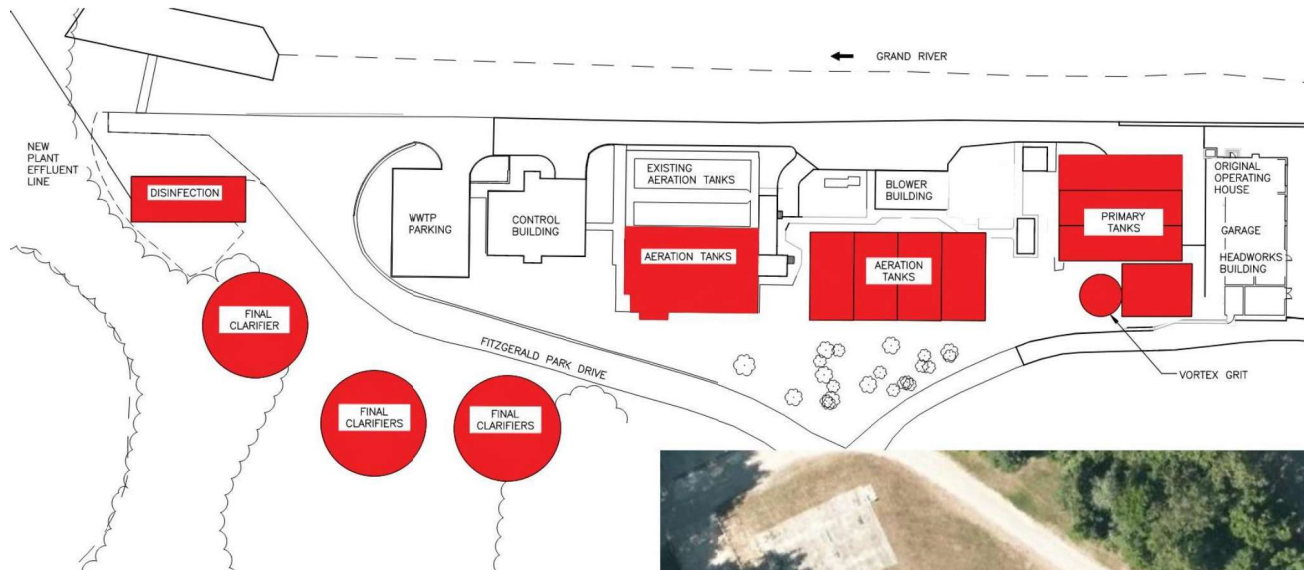 GRAND RIVER
NEW
PLANT
EFFLUENT
LINE
DISINFECTION
WWTP
PARKING
CONTROL
BUILDING
EXISTING
AERATION TANKS
AERATION TANKS
BLOWER
BUILDING
AERATION
TANKS
PRIMARY
TANKS
ORIGINAL
OPERATING
HOUSE
GARAGE
HEADWORKS
BUILDING
VORTEX GRIT
FITZGERALD PARK DRIVE
FINAL
CLARIFIER
FINAL
CLARIFIERS
FINAL
CLARIFIERS